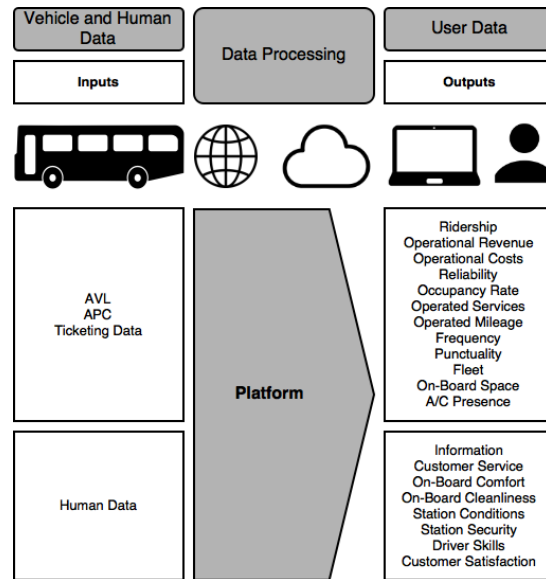 Vehicle and Human
Data
Data Processing
User Data
Inputs
Outputs
AVL
APC
Ticketing Data
Platform
Ridership
Operational Revenue
Operational Costs
Reliability
Occupancy Rate
Operated Services
Operated Mileage
Frequency
Punctuality
Fleet
On-Board Space
A/C Presence
Human Data
Information
Customer Service
On-Board Comfort
On-Board Cleanliness
Station Conditions
Station Security
Driver Skills
Customer Satisfaction